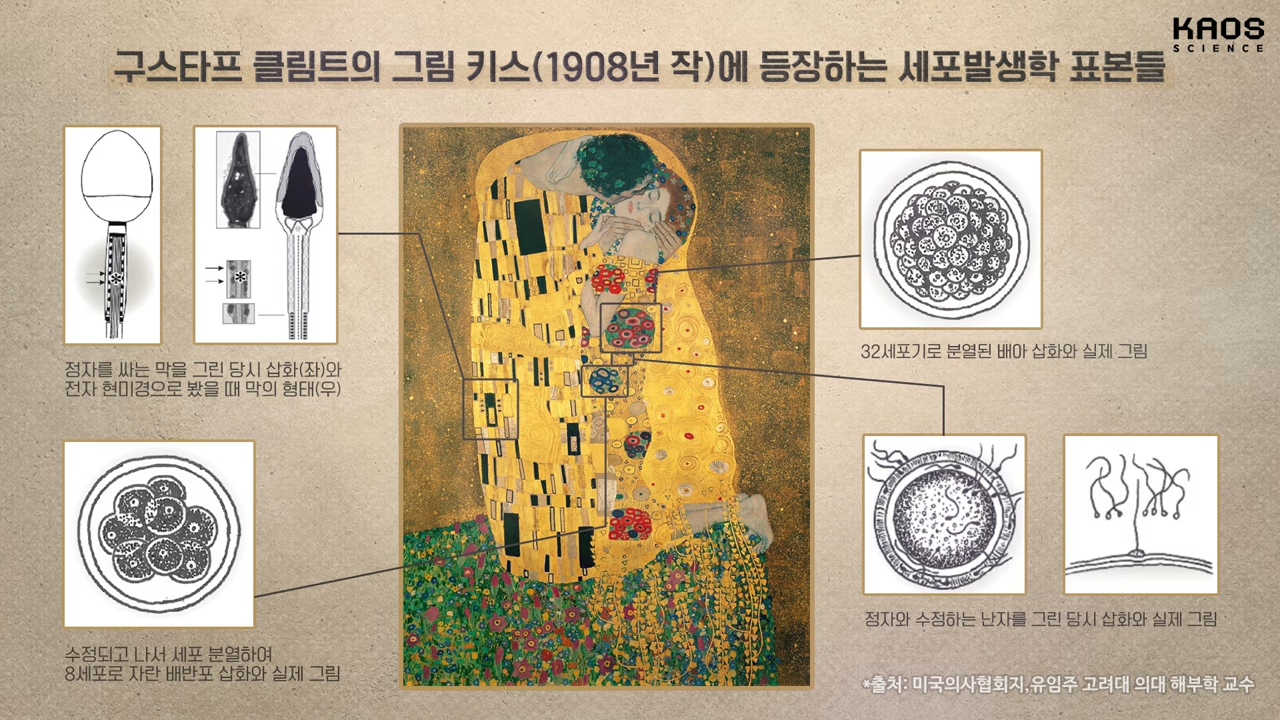 KAOS
SCIENCE
구스타프 클림트의 그림 키스(1908년 작)에 등장하는 세포발생학 표본들
정자를 싸는 막을 그린 당시 삽화(좌)와
전자 현미경으로 봤을 때 막의 형태(우)
32세포기로 분열된 배아 삽화와 실제 그림
수정되고 나서 세포 분열하여
8세포로 자란 배반포 삽화와 실제 그림
정자와 수정하는 난자를 그린 당시 삽화와 실제 그림
*출처: 미국의사협회지,유임주 고려대 의대 해부학 교수